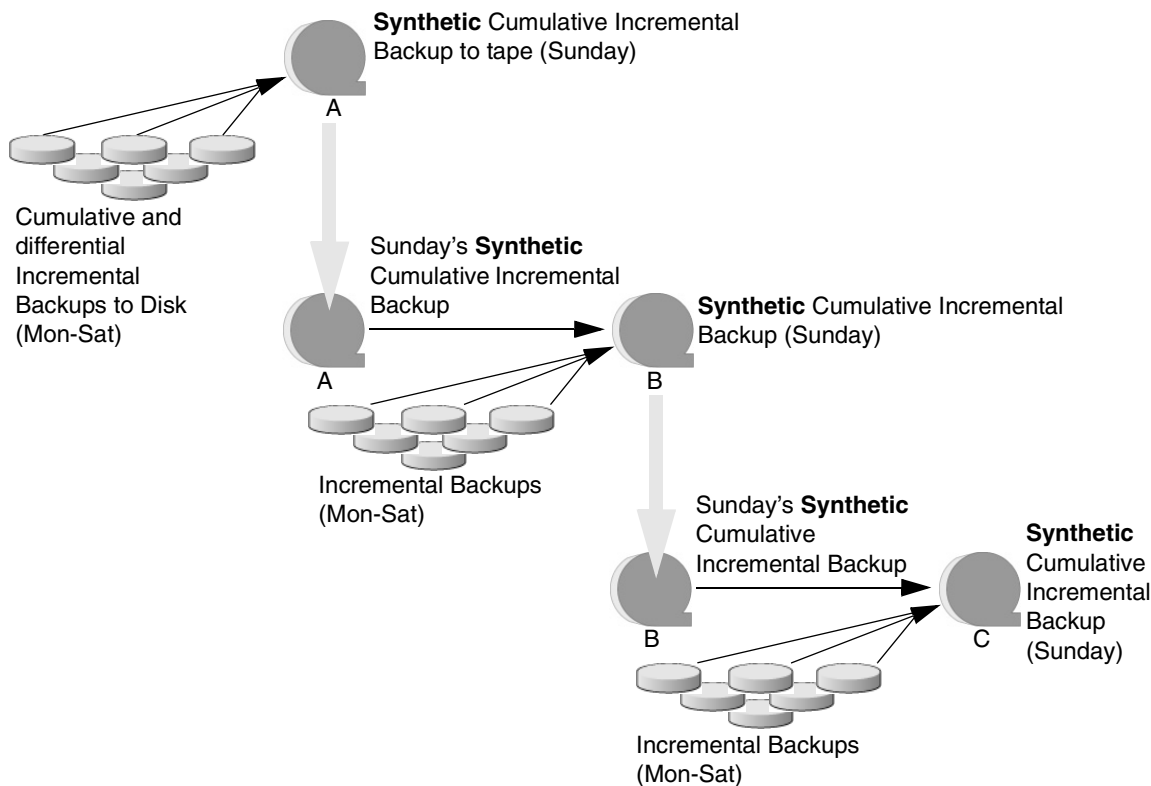 Synthetic Cumulative Incremental
Backup to tape (Sunday)
A
Cumulative and
differential
Incremental
Backups to Disk
(Mon-Sat)
Sunday's Synthetic
Cumulative Incremental
Backup
A
Synthetic Cumulative Incremental
Backup (Sunday)
B
Incremental Backups
(Mon-Sat)
Sunday's Synthetic
Cumulative
Incremental Backup
B
Synthetic
Cumulative
Incremental
Backup
(Sunday)
C
Incremental Backups
(Mon-Sat)